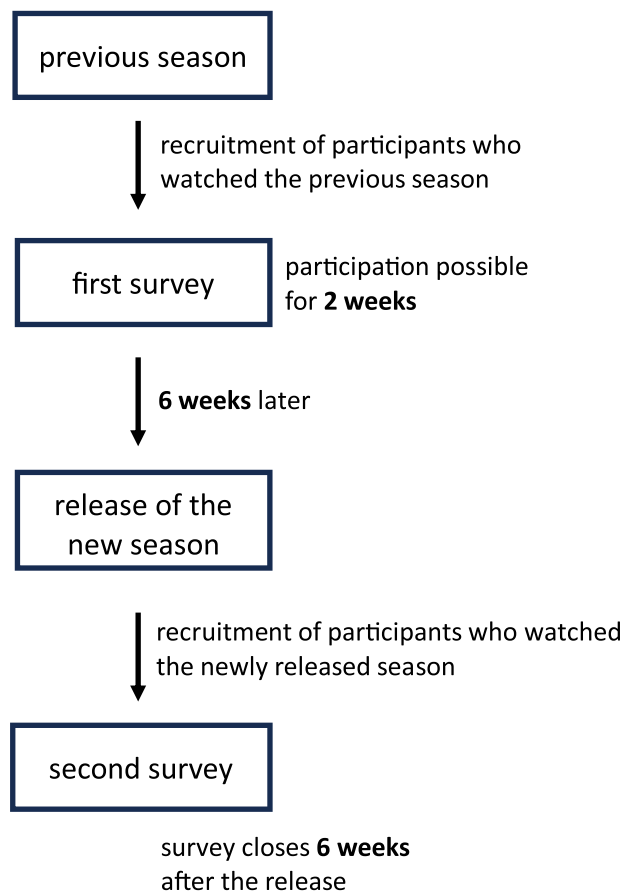 previous season
recruitment of participants who
watched the previous season
first survey
participation possible
for 2 weeks
6 weeks later
release of the
new season
recruitment of participants who watched
the newly released season
second survey
survey closes 6 weeks
after the release